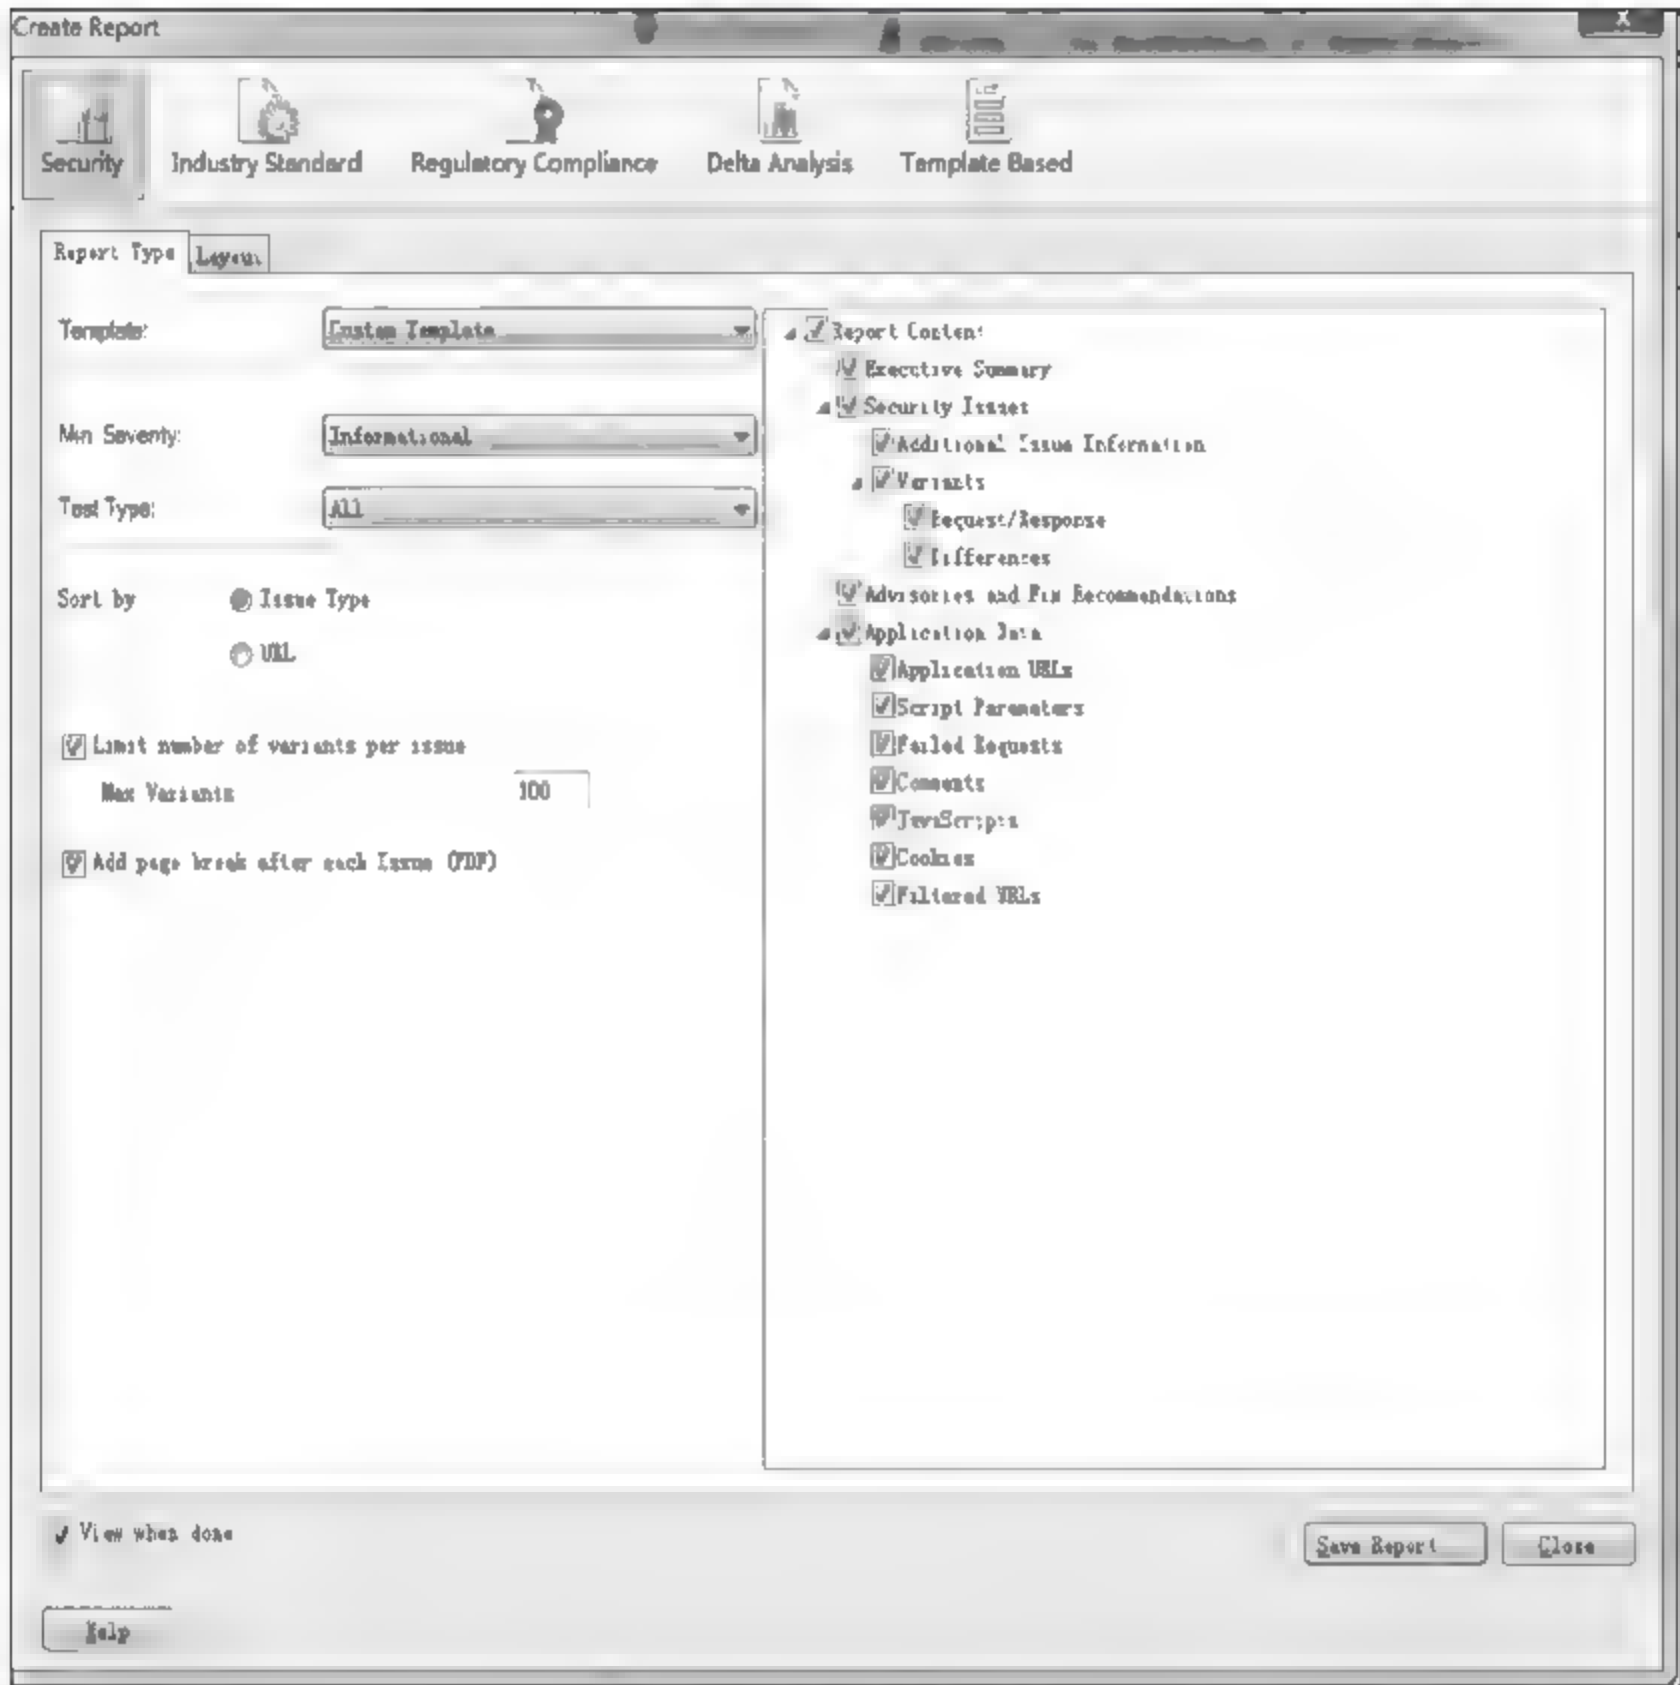 Create Report
X
Security
Industry Standard
Regulatory Compliance
Delta Analysis
Template Based
Report Type
Layout
Template:
Custom Template
Min Severity:
Informational
Test Type:
All
Sort by
Issue Type
URL
Limit number of variants per issue
Max Variants
100
Add page break after each Issue (PDF)
Report Content
Executive Summary
Security Issues
Additional Issue Information
Variants
Request/Response
Differences
Advisories and Fix Recommendations
Application Data
Application URLs
Script Parameters
Failed Requests
Comments
JavaScripts
Cookies
Filtered URLs
View when done
Save Report
Close
Help